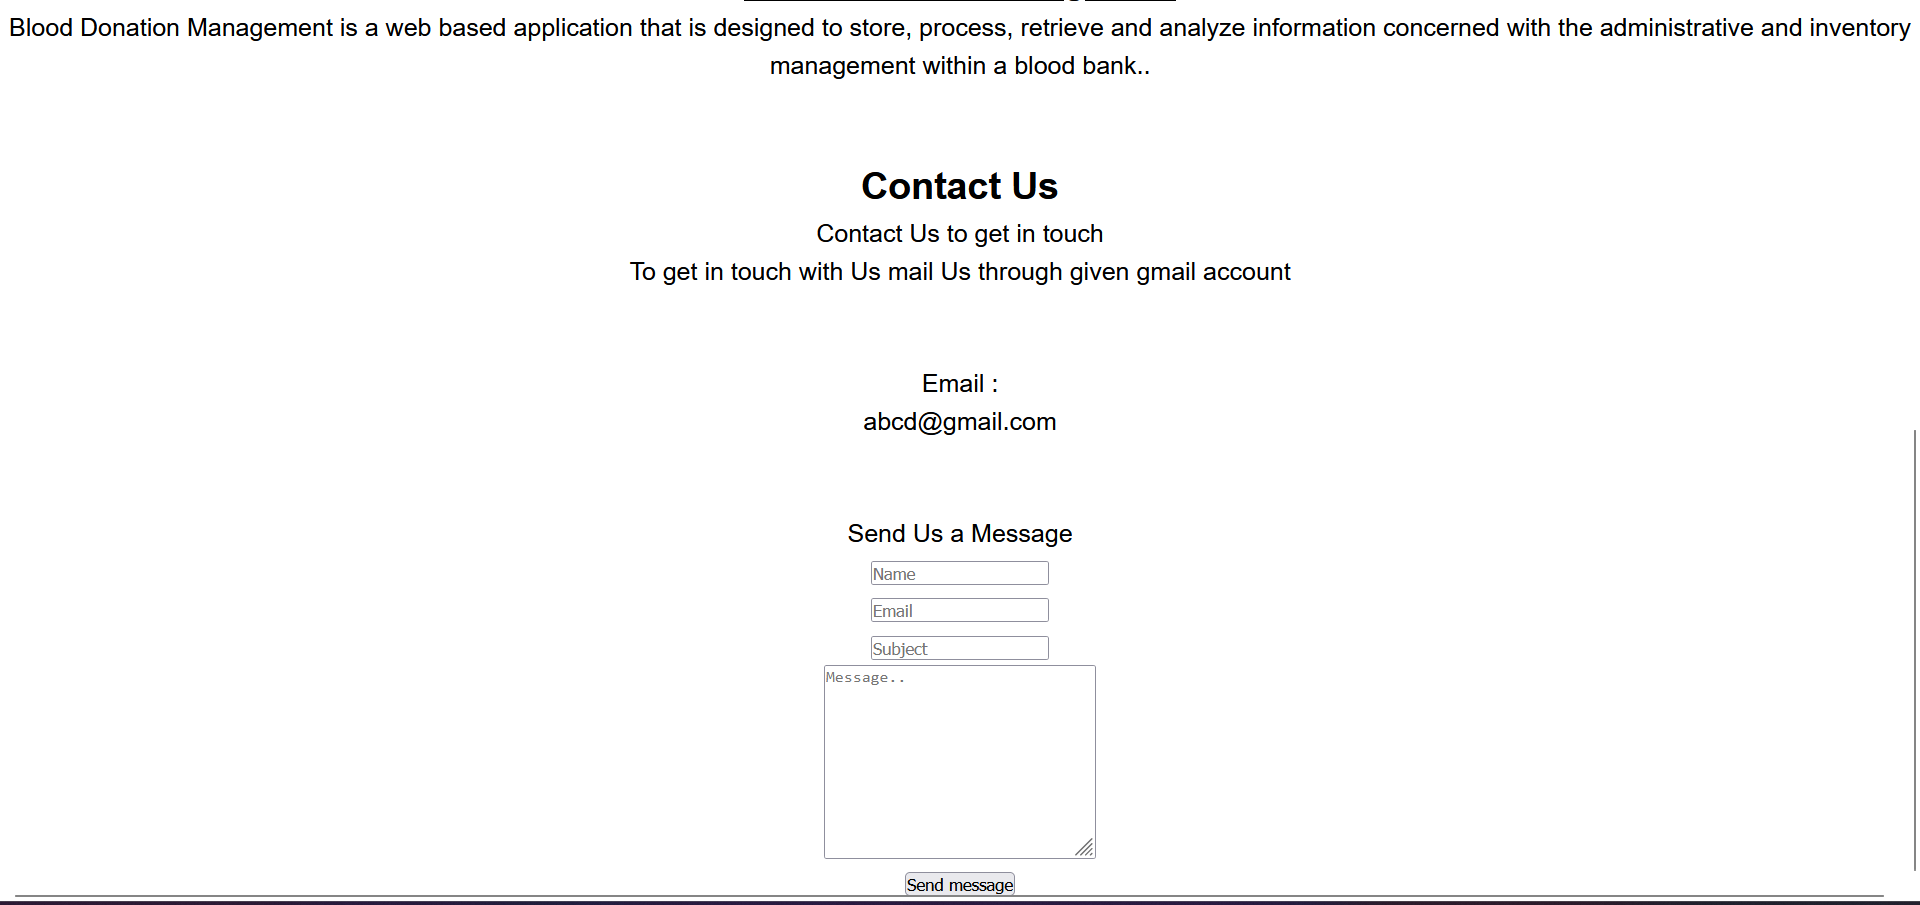 Blood Donation Management is a web based application that is designed to store, process, retrieve and analyze information concerned with the administrative and inventory
management within a blood bank..
Contact Us
Contact Us to get in touch
To get in touch with Us mail Us through given gmail account
Email :
abcd@gmail.com
Send Us a Message
Name
Email
Subject
Message..
Send message